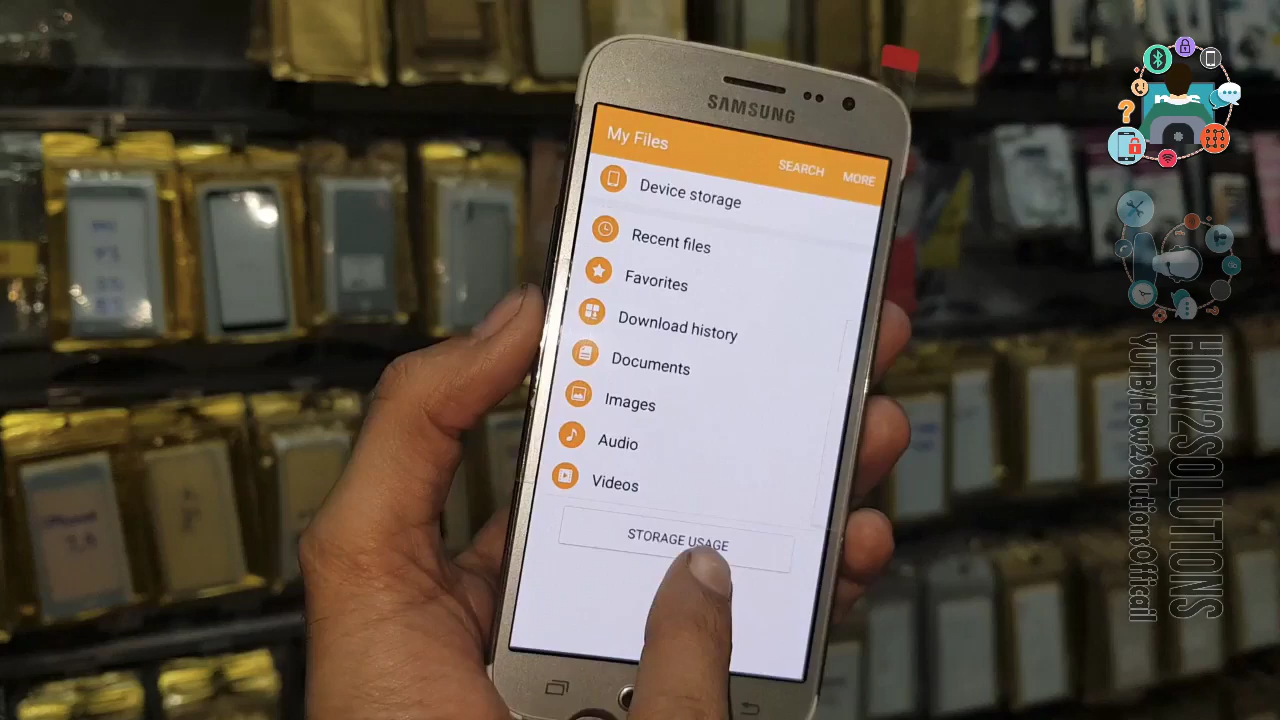 SAMSUNG
My Files
SEARCH
MORE
Device storage
Recent files
Favorites
Download history
Documents
Images
Audio
Videos
STORAGE USAGE
HOW2SOLUTIONS
YUTB/How2SolutionsOffcail